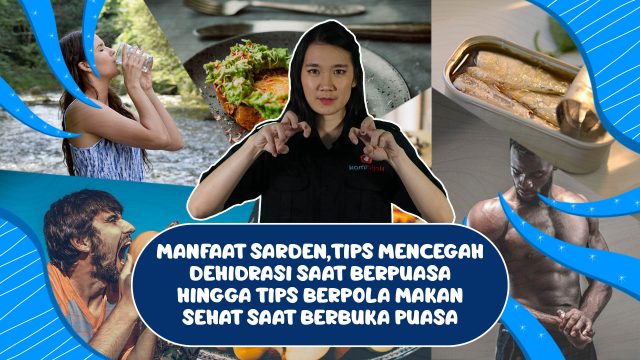 MANFAAT SARDEN,TIPS MENCEGAH
DEHIDRASI SAAT BERPUASA
HINGGA TIPS BERPOLA MAKAN
SEHAT SAAT BERBUKA PUASA